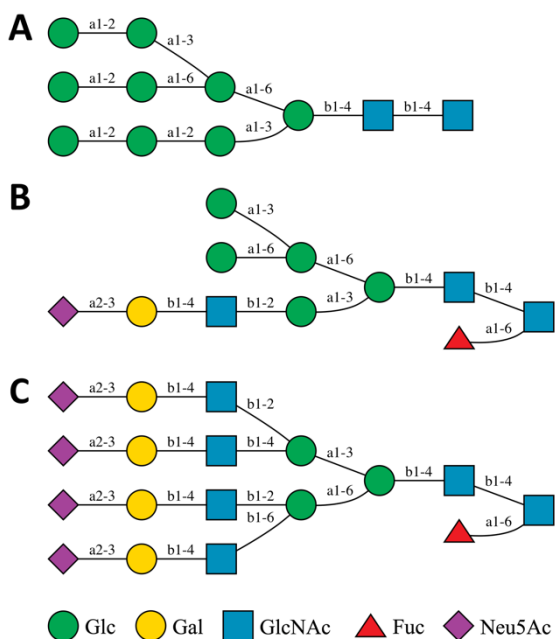 A
a1-2
a1-3
a1-2 a1-6 a1-6 b1-4 b1-4
a1-2 a1-2 a1-3
B
a1-3
a1-6 a1-6 b1-4 b1-4
a2-3 b1-4 b1-2 a1-3 a1-6
C
a2-3 b1-4 b1-2
a2-3 b1-4 b1-4 a1-3 b1-4 b1-4
a2-3 b1-4 b1-2 a1-6 a1-6
b1-6
a2-3 b1-4
Glc Gal GlcNAc Fuc Neu5Ac